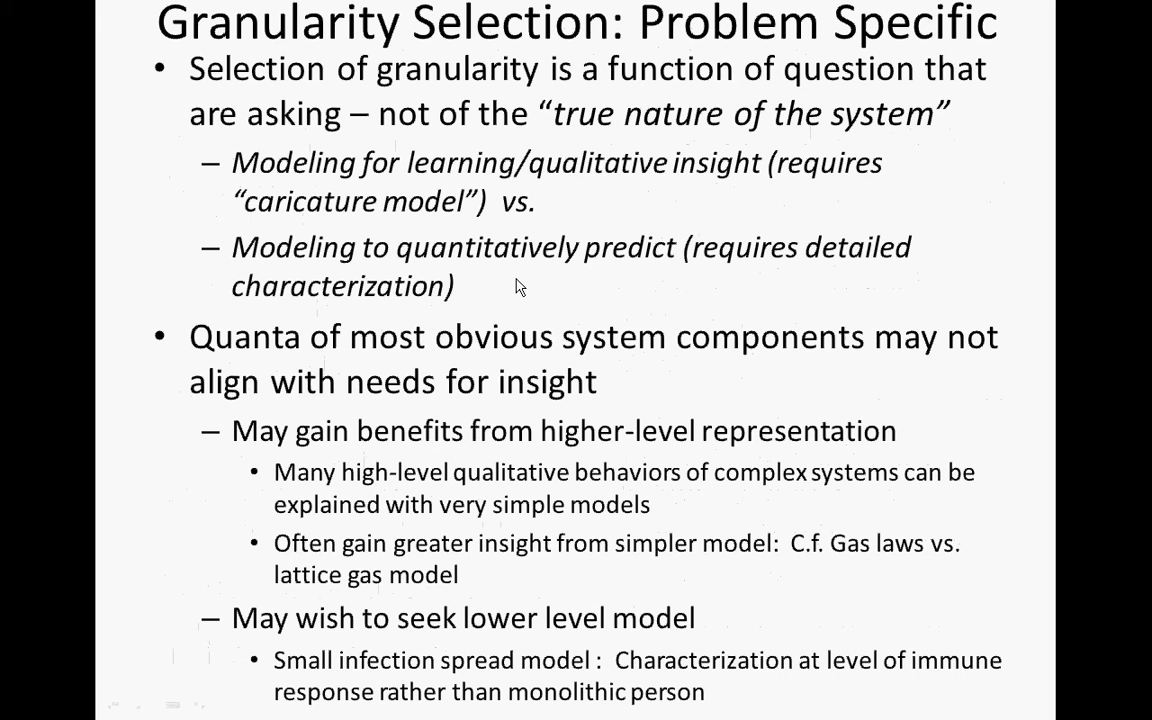 Granularity Selection: Problem Specific
• Selection of granularity is a function of question that
are asking – not of the “true nature of the system”
– Modeling for learning/qualitative insight (requires
“caricature model”) vs.
– Modeling to quantitatively predict (requires detailed
characterization)
• Quanta of most obvious system components may not
align with needs for insight
– May gain benefits from higher-level representation
• Many high-level qualitative behaviors of complex systems can be
explained with very simple models
• Often gain greater insight from simpler model: C.f. Gas laws vs.
lattice gas model
– May wish to seek lower level model
• Small infection spread model : Characterization at level of immune
response rather than monolithic person